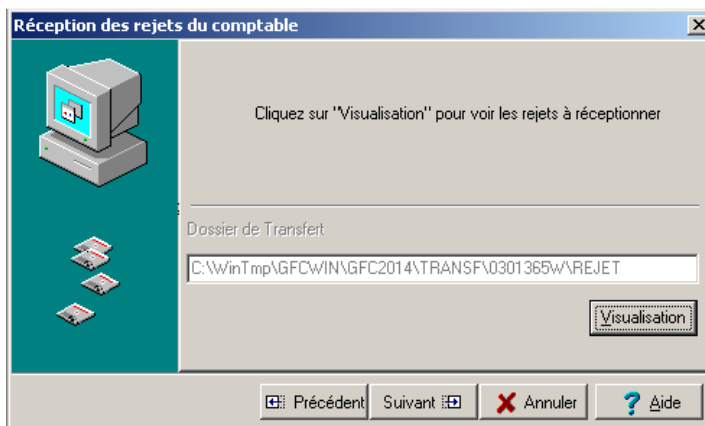 Réception des rejets du comptable
Cliquez sur "Visualisation" pour voir les rejets à réceptionner
Dossier de Transfert
C:\WinTmp\GFCWIN\GFC2014\TRANSF\0301365W\REJET
Visualisation
Précédent Suivant Annuler Aide